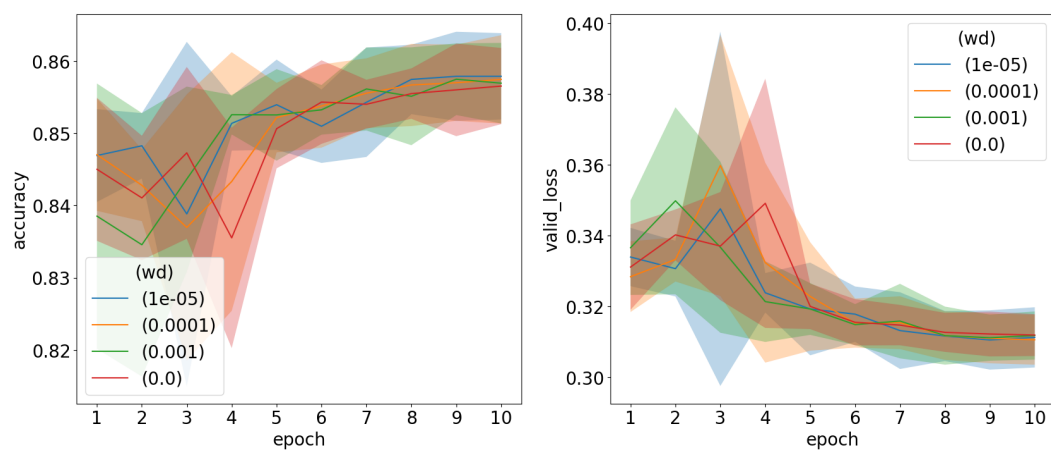 0.86
0.85
0.84
0.83
0.82
accuracy
(wd)
(1e-05)
(0.0001)
(0.001)
(0.0)
1 2 3 4 5 6 7 8 9 10
epoch
0.40
0.38
0.36
0.34
0.32
0.30
valid_loss
(wd)
(1e-05)
(0.0001)
(0.001)
(0.0)
1 2 3 4 5 6 7 8 9 10
epoch